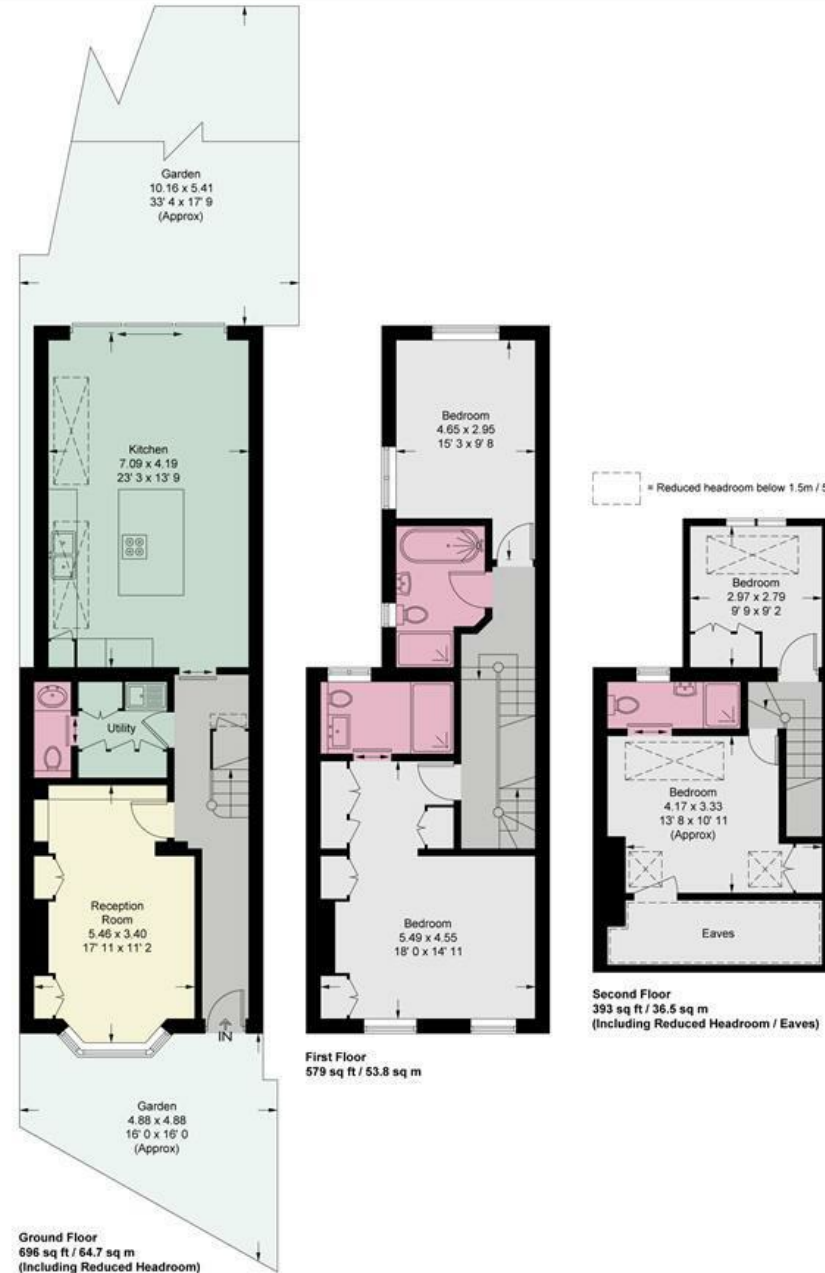 Garden
10.16 x 5.41
33' 4 x 17' 9
(Approx)
Kitchen
7.09 x 4.19
23' 3 x 13' 9
Utility
Reception
Room
5.46 x 3.40
17' 11 x 11' 2
IN
Garden
4.88 x 4.88
16' 0 x 16' 0
(Approx)
Ground Floor
696 sq ft / 64.7 sq m
(Including Reduced Headroom)
Bedroom
4.65 x 2.95
15' 3 x 9' 8
Bedroom
5.49 x 4.55
18' 0 x 14' 11
First Floor
579 sq ft / 53.8 sq m
= Reduced headroom below 1.5m / 5
Bedroom
2.97 x 2.79
9' 9 x 9' 2
Bedroom
4.17 x 3.33
13' 8 x 10' 11
(Approx)
Eaves
Second Floor
393 sq ft / 36.5 sq m
(Including Reduced Headroom / Eaves)